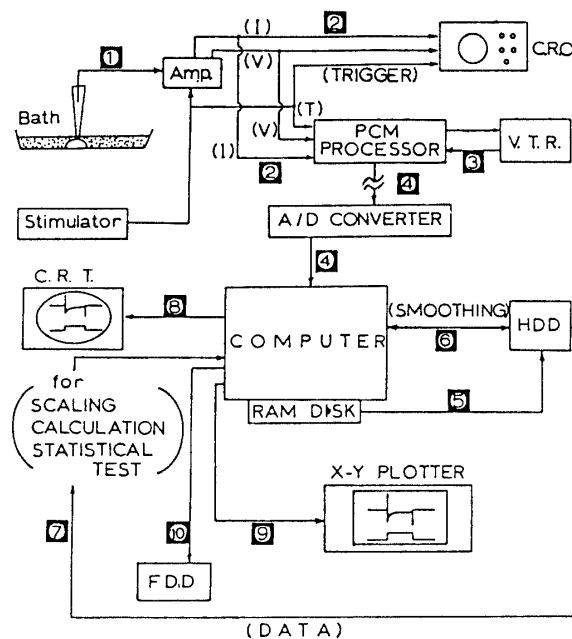 ② (I)
① Amp. (V) C.R.O
(TRIGGER)
Bath (T)
(V) PCM
PROCESSOR V.T.R.
(I) ② ③
④
Stimulator A/D CONVERTER
④
C. R. T.
⑧ COMPUTER (SMOOTHING) HDD
⑥
for
SCALING
CALCULATION
STATISTICAL
TEST
RAM DISK ⑤
X-Y PLOTTER
⑦ ⑩ ⑨
F.D.D
(DATA)